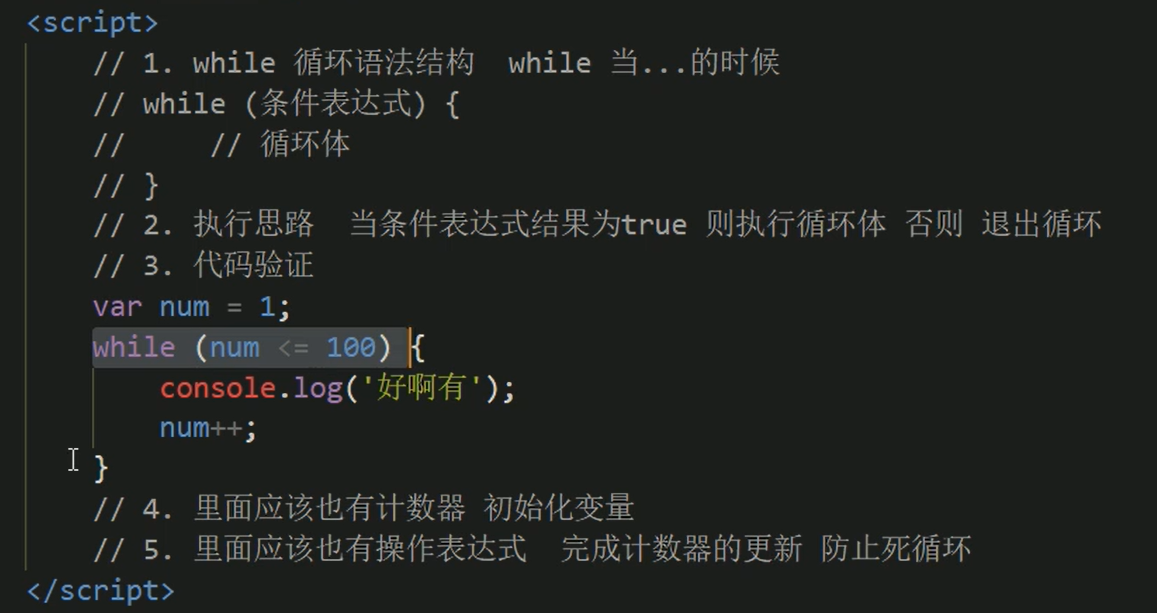 <script>
// 1. while 循环语法结构  while 当...的时候
// while (条件表达式) {
//     // 循环体
// }
// 2. 执行思路  当条件表达式结果为true 则执行循环体 否则 退出循环
// 3. 代码验证
var num = 1;
while (num <= 100) {
console.log('好啊有');
num++;
}
// 4. 里面应该也有计数器 初始化变量
// 5. 里面应该也有操作表达式  完成计数器的更新 防止死循环
</script>